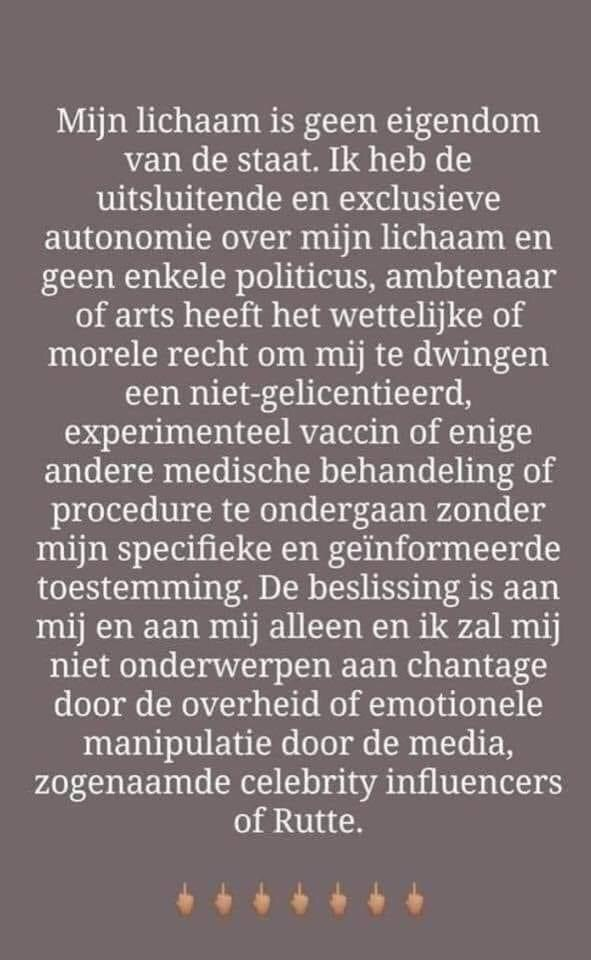 Mijn lichaam is geen eigendom
van de staat. Ik heb de
uitsluitende en exclusieve
autonomie over mijn lichaam en
geen enkele politicus, ambtenaar
of arts heeft het wettelijke of
morele recht om mij te dwingen
een niet-gelicentieerd,
experimenteel vaccin of enige
andere medische behandeling of
procedure te ondergaan zonder
mijn specifieke en geïnformeerde
toestemming. De beslissing is aan
mij en aan mij alleen en ik zal mij
niet onderwerpen aan chantage
door de overheid of emotionele
manipulatie door de media,
zogenaamde celebrity influencers
of Rutte.
🖕🏽🖕🏽🖕🏽🖕🏽🖕🏽🖕🏽🖕🏽